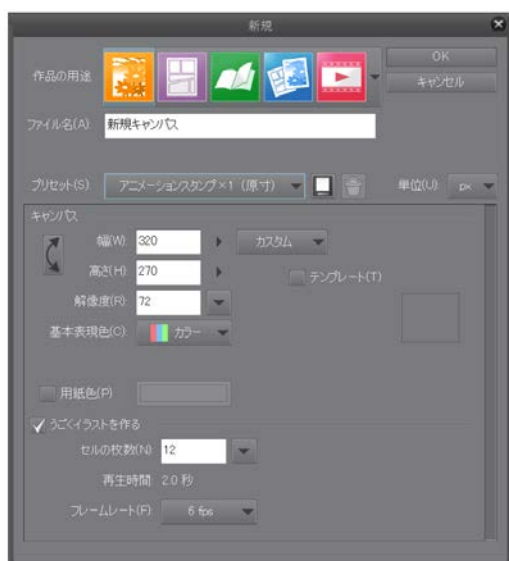 新規
作品の用途
OK
キャンセル
ファイル名(A) 新規キャンバス
プリセット(S) アニメーションスタンプ×1 (原寸) 単位(U) px
キャンバス
幅(W) 320 カスタム
高さ(H) 270 テンプレート(T)
解像度(R) 72
基本表現色(C) カラー
用紙色(P)
うごくイラストを作る
セルの枚数(N) 12
再生時間 2.0 秒
フレームレート(F) 6 fps